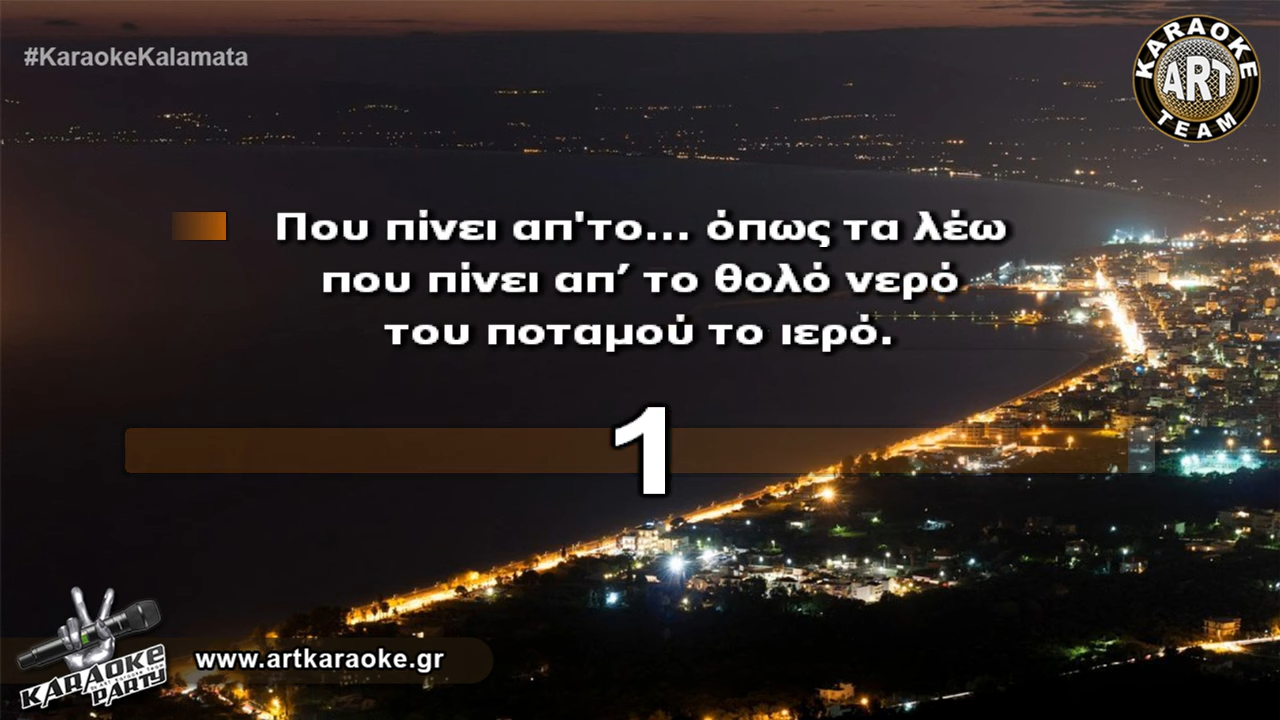 #KaraokeKalamata
KARAOKE
ART
TEAM
Που πίνει απ'το... όπως τα λέω
που πίνει απ’ το θολό νερό
του ποταμού το ιερό.
1
KARAOKE
PARTY
www.artkaraoke.gr